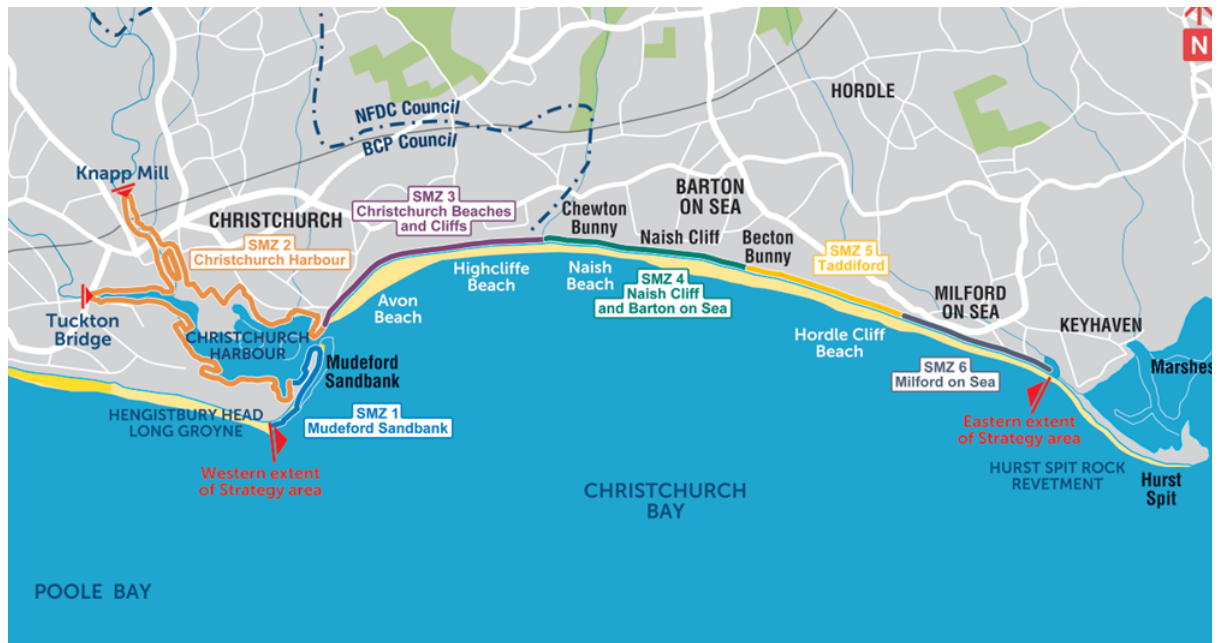 N
NFDC Council
BCP Council
HORDLE
Knapp Mill
CHRISTCHURCH
SMZ 3
Christchurch Beaches
and Cliffs
BARTON
ON SEA
Chewton
Bunny
SMZ 2
Christchurch Harbour
Naish Cliff
Becton
Bunny
SMZ 5
Taddiford
Highcliffe
Beach
Naish
Beach
SMZ 4
Naish Cliff
and Barton on Sea
Avon
Beach
MILFORD
ON SEA
KEYHAVEN
Tuckton
Bridge
CHRISTCHURCH
HARBOUR
Hordle Cliff
Beach
Mudeford
Sandbank
SMZ 6
Milford on Sea
Marshes
HENGISTBURY HEAD
LONG GROYNE
SMZ 1
Mudeford Sandbank
Eastern extent
of Strategy area
Western extent
of Strategy area
HURST SPIT ROCK
REVETMENT
Hurst
Spit
CHRISTCHURCH
BAY
POOLE BAY